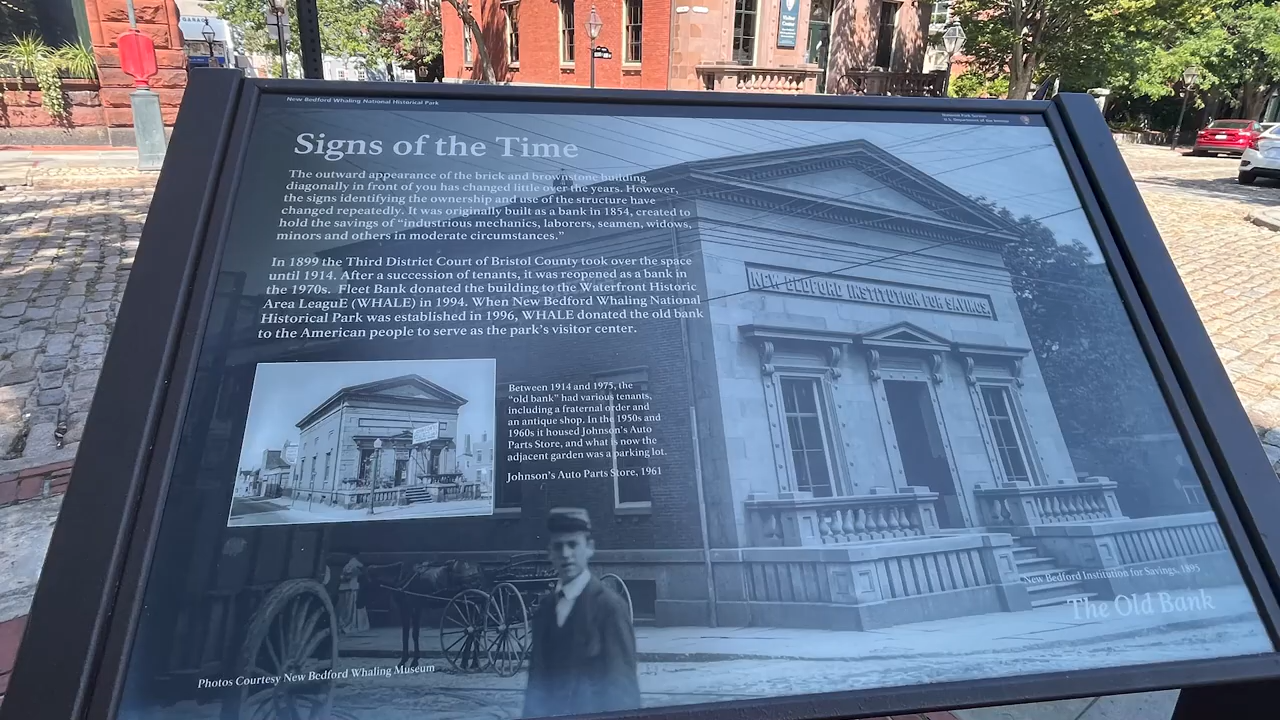 GARAGE
Visitor
Center
New Bedford Whaling National Historical Park
National Park Service
U.S. Department of the Interior
Signs of the Time
The outward appearance of the brick and brownstone building
diagonally in front of you has changed little over the years. However,
the signs identifying the ownership and use of the structure have
changed repeatedly. It was originally built as a bank in 1854, created to
hold the savings of “industrious mechanics, laborers, seamen, widows,
minors and others in moderate circumstances.”
In 1899 the Third District Court of Bristol County took over the space
until 1914. After a succession of tenants, it was reopened as a bank in
the 1970s. Fleet Bank donated the building to the Waterfront Historic
Area LeaguE (WHALE) in 1994. When New Bedford Whaling National
Historical Park was established in 1996, WHALE donated the old bank
to the American people to serve as the park's visitor center.
NEW BEDFORD INSTITUTION FOR SAVINGS.
Between 1914 and 1975, the
“old bank” had various tenants,
including a fraternal order and
an antique shop. In the 1950s and
1960s it housed Johnson's Auto
Parts Store, and what is now the
adjacent garden was a parking lot.
Johnson's Auto Parts Store, 1961
New Bedford Institution for Savings, 1895
The Old Bank
Photos Courtesy New Bedford Whaling Museum